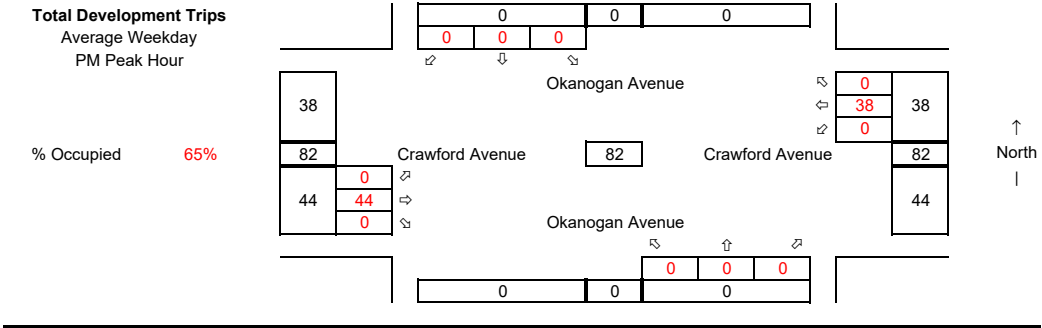 Total Development Trips 0 0 0
Average Weekday 0 0 0
PM Peak Hour ⬃ ⇩ ⬂
Okanogan Avenue ⬁ 0
38 ⇦ 38 38
⬃ 0 ↑
% Occupied 65% 82 Crawford Avenue 82 Crawford Avenue 82 North
0 ⬀ |
44 44 ⇨ 44
0 ⬂ Okanogan Avenue
⬁ ⇧ ⬀
0 0 0
0 0 0